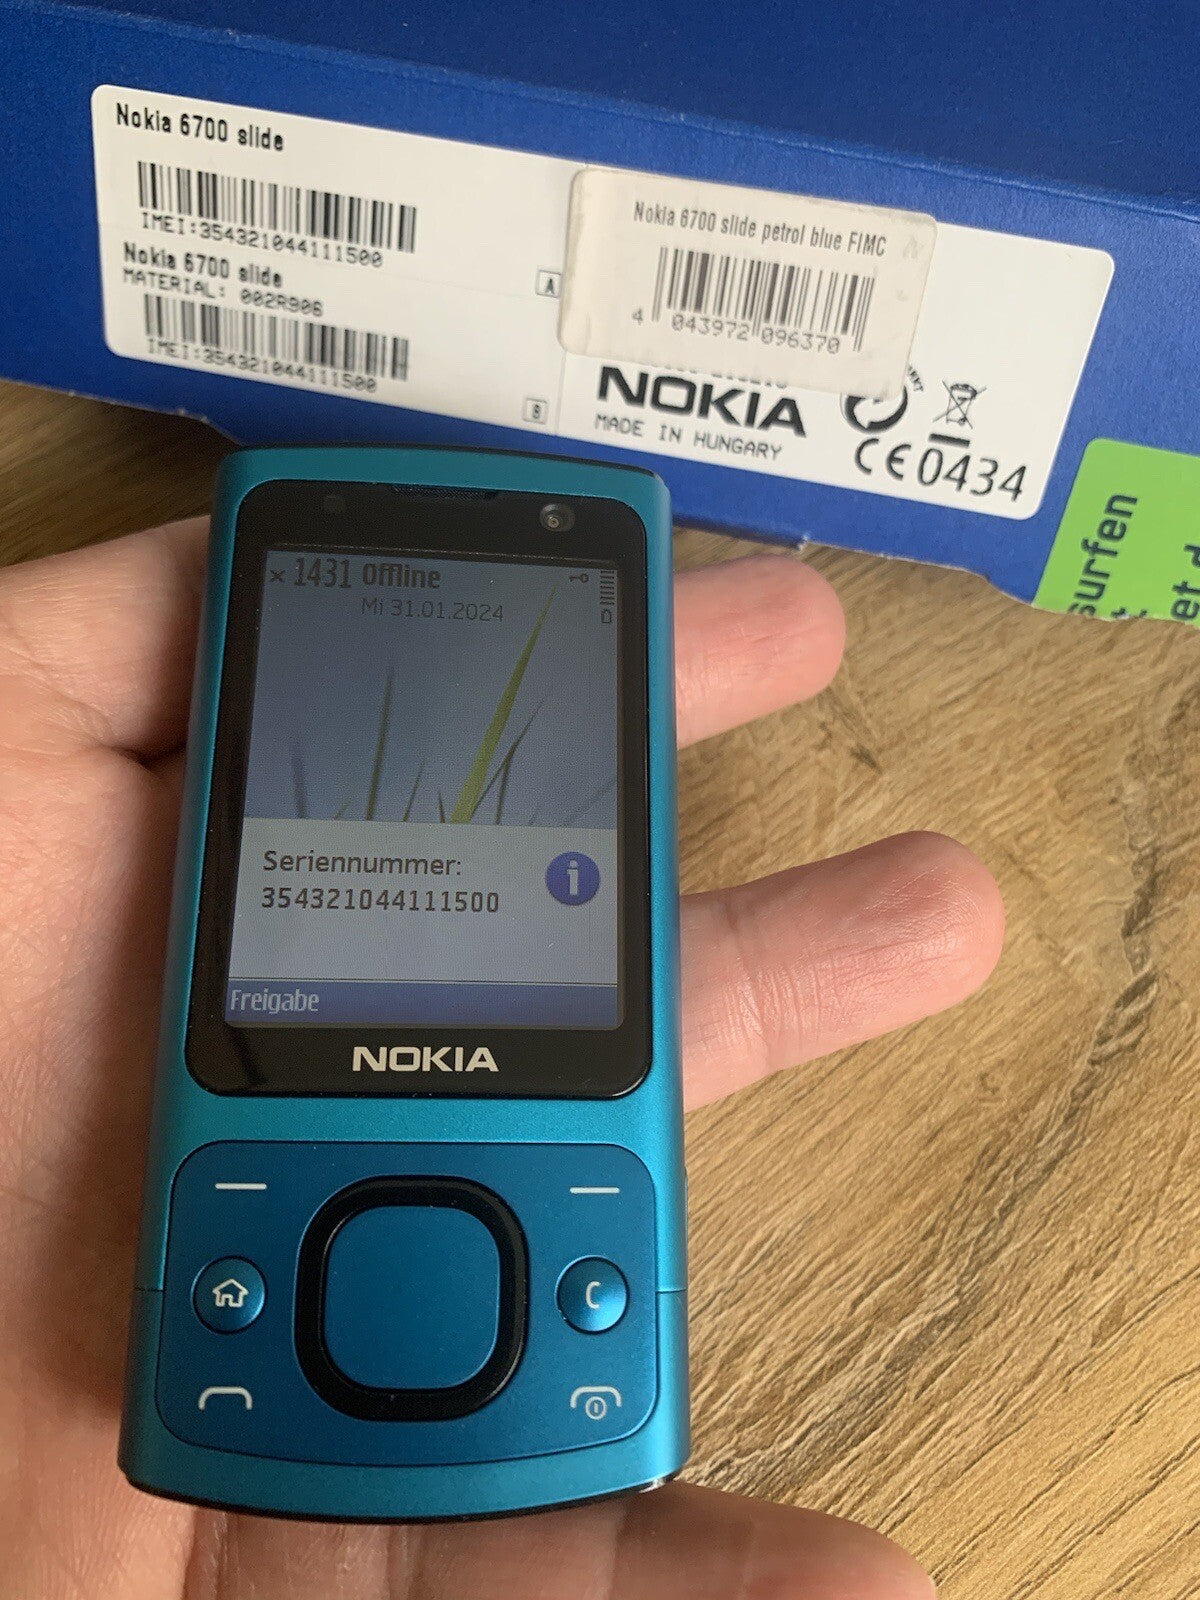 Nokia 6700 slide
IMEI:354321044111500
Nokia 6700 slide
MATERIAL: 002R906
IMEI:354321044111500
A
B
Nokia 6700 slide petrol blue FIMC
4 043972 096370
NOKIA
MADE IN HUNGARY
CE0434
surfen
1431 Offline
Mi 31.01.2024
Seriennummer:
354321044111500
Freigabe
NOKIA